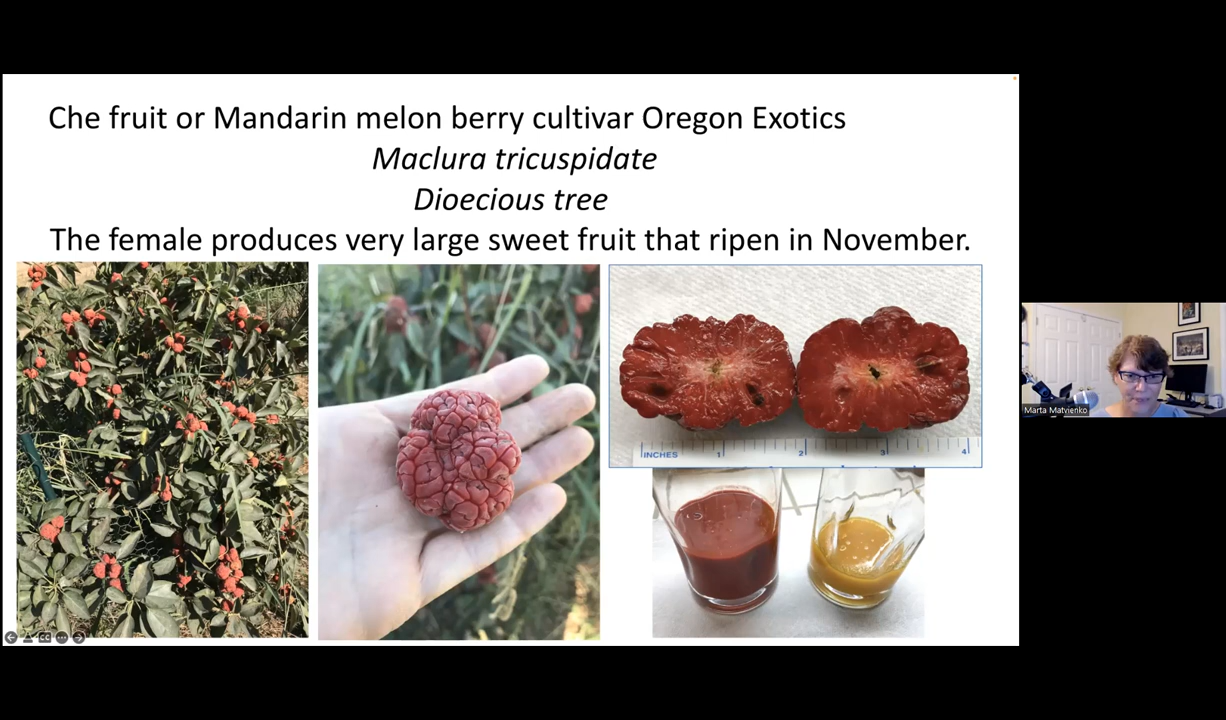 Che fruit or Mandarin melon berry cultivar Oregon Exotics
Maclura tricuspidate
Dioecious tree
The female produces very large sweet fruit that ripen in November.
INCHES 1 2 3 4
Marta Matvienko
CC